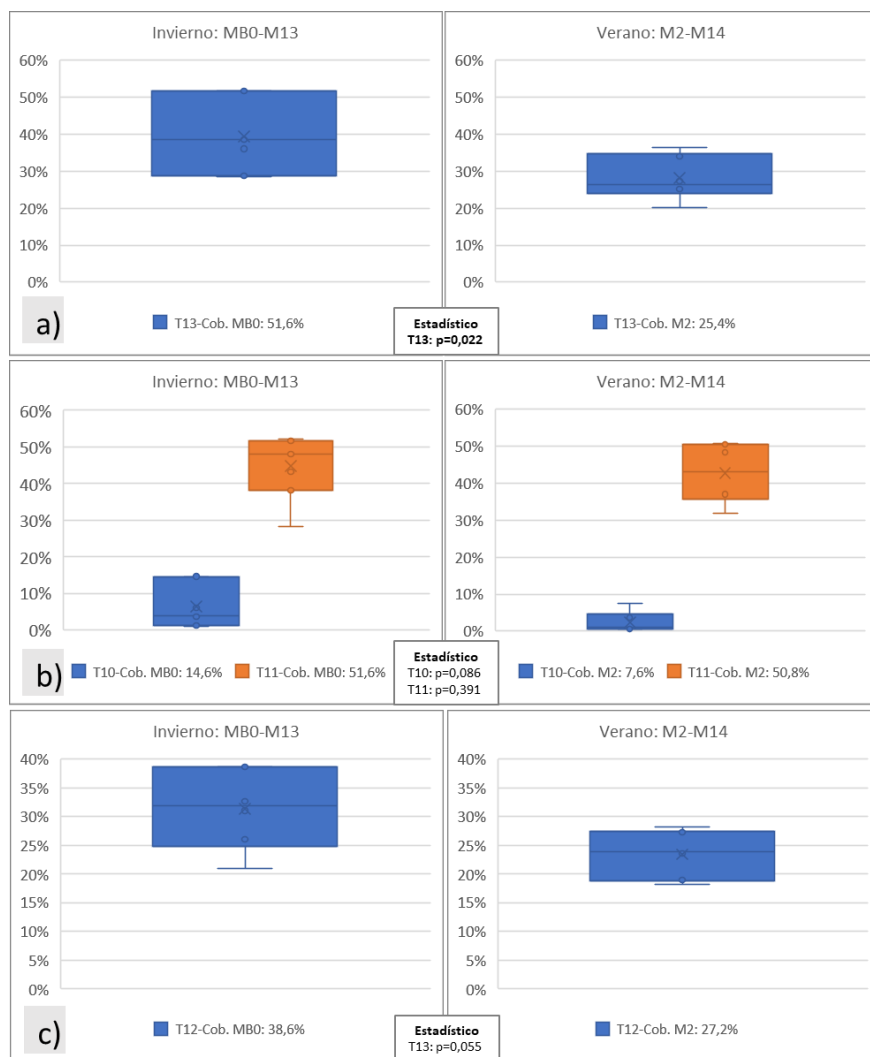 Invierno: MB0-M13
60%
50%
40%
30%
20%
10%
0%
T13-Cob. MB0: 51,6%
Verano: M2-M14
60%
50%
40%
30%
20%
10%
0%
T13-Cob. M2: 25,4%
a)
Estadístico
T13: p=0,022
Invierno: MB0-M13
60%
50%
40%
30%
20%
10%
0%
T10-Cob. MB0: 14,6% T11-Cob. MB0: 51,6%
Verano: M2-M14
60%
50%
40%
30%
20%
10%
0%
T10-Cob. M2: 7,6% T11-Cob. M2: 50,8%
b)
Estadístico
T10: p=0,086
T11: p=0,391
Invierno: MB0-M13
40%
35%
30%
25%
20%
15%
10%
5%
0%
T12-Cob. MB0: 38,6%
Verano: M2-M14
40%
35%
30%
25%
20%
15%
10%
5%
0%
T12-Cob. M2: 27,2%
c)
Estadístico
T13: p=0,055